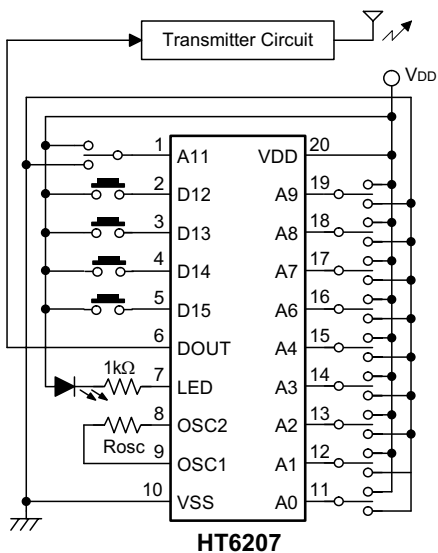 Transmitter Circuit
VDD
1 A11 VDD 20
2 D12 A9 19
3 D13 A8 18
4 D14 A7 17
5 D15 A6 16
6 DOUT A4 15
1kΩ 7 LED A3 14
8 OSC2 A2 13
Rosc 9 OSC1 A1 12
10 VSS A0 11
HT6207